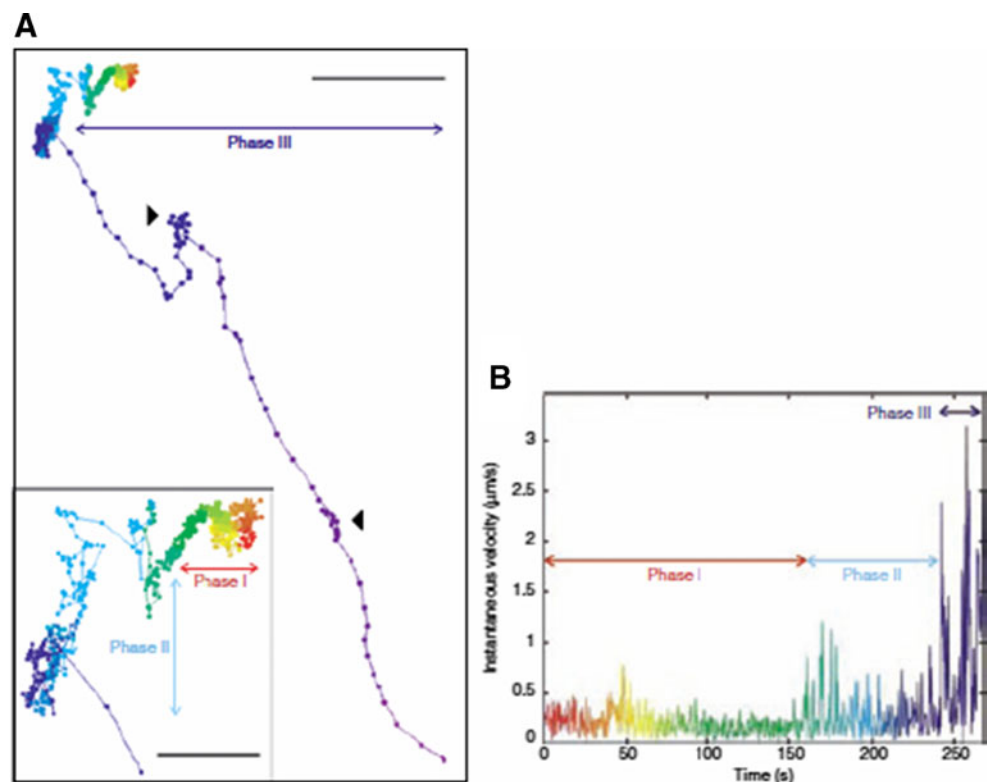 A
Phase III
Phase I
Phase II
B
Phase III
Phase I
Phase II
Instantaneous velocity (µm/s)
3
2.5
2
1.5
1
0.5
0
0
50
100
150
200
250
Time (s)